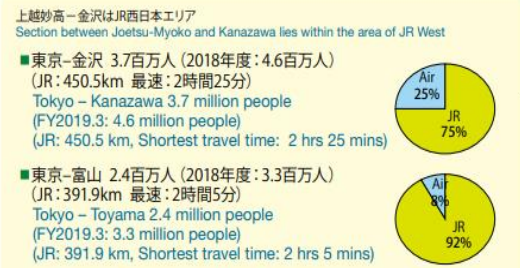 上越妙高－金沢はJR西日本エリア
Section between Joetsu-Myoko and Kanazawa lies within the area of JR West
■東京–金沢 3.7百万人（2018年度：4.6百万人）
（JR：450.5km 最速：2時間25分）
Tokyo – Kanazawa 3.7 million people
(FY2019.3: 4.6 million people)
(JR: 450.5 km, Shortest travel time: 2 hrs 25 mins)
Air
25%
JR
75%
■東京–富山 2.4百万人（2018年度：3.3百万人）
（JR：391.9km 最速：2時間5分）
Tokyo – Toyama 2.4 million people
(FY2019.3: 3.3 million people)
(JR: 391.9 km, Shortest travel time: 2 hrs 5 mins)
Air
8%
JR
92%